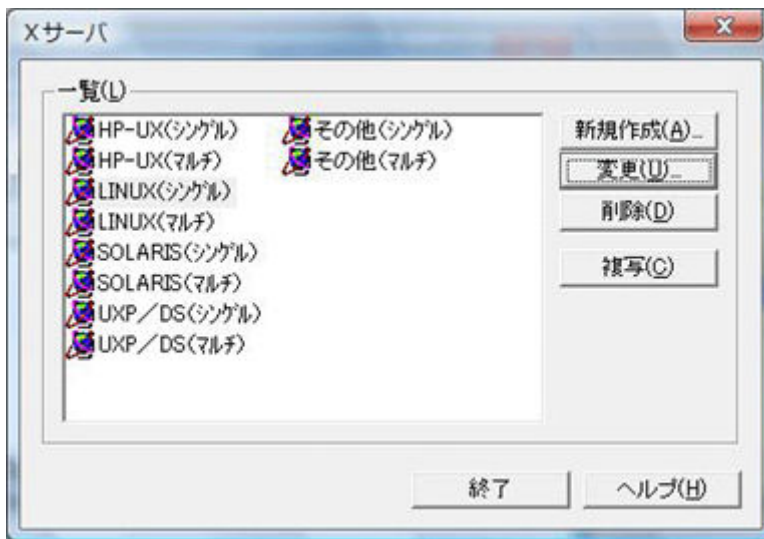 Xサーバ
一覧(L)
HP-UX(ｼﾝｸﾞﾙ)
HP-UX(ﾏﾙﾁ)
LINUX(ｼﾝｸﾞﾙ)
LINUX(ﾏﾙﾁ)
SOLARIS(ｼﾝｸﾞﾙ)
SOLARIS(ﾏﾙﾁ)
UXP／DS(ｼﾝｸﾞﾙ)
UXP／DS(ﾏﾙﾁ)
その他(ｼﾝｸﾞﾙ)
その他(ﾏﾙﾁ)
新規作成(A)...
変更(U)...
削除(D)
複写(C)
終了
ヘルプ(H)